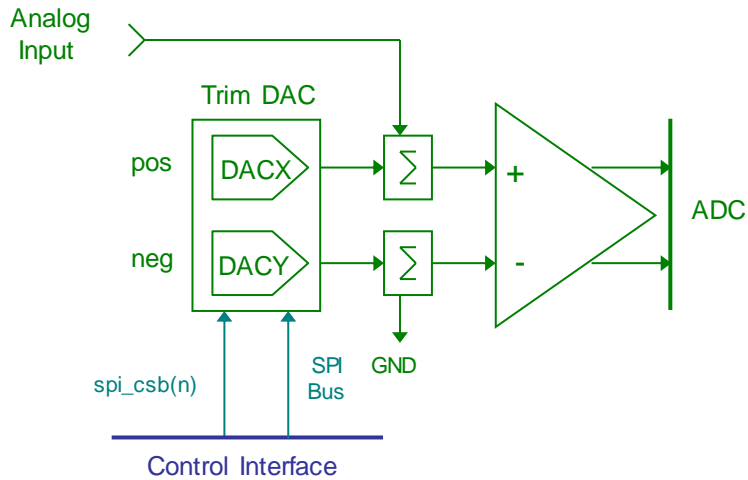 Analog
Input
Trim DAC
pos
DACX
Σ
+
ADC
neg
DACY
Σ
-
spi_csb(n)
SPI
Bus
GND
Control Interface